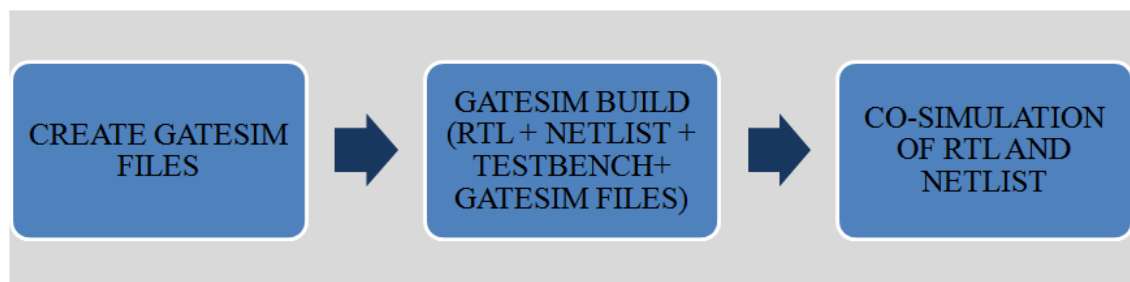 CREATE GATESIM
FILES
GATESIM BUILD
(RTL + NETLIST +
TESTBENCH+
GATESIM FILES)
CO-SIMULATION
OF RTL AND
NETLIST